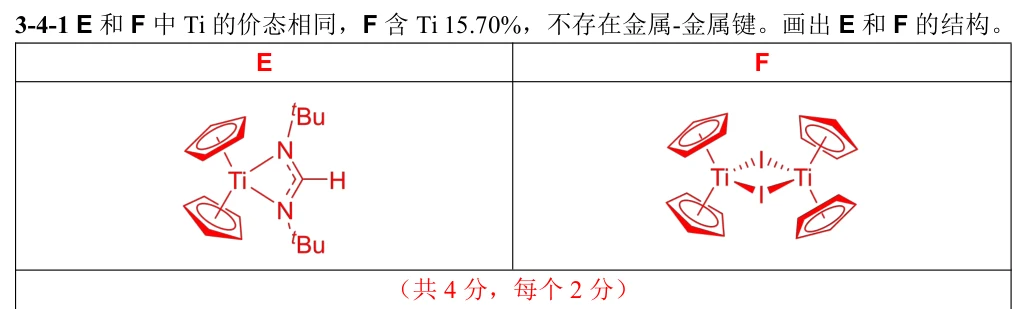 3-4-1 E 和 F 中 Ti 的价态相同，F 含 Ti 15.70%，不存在金属-金属键。画出 E 和 F 的结构。
E F
tBu
N
Ti H
N
tBu
I
Ti Ti
I
（共 4 分，每个 2 分）